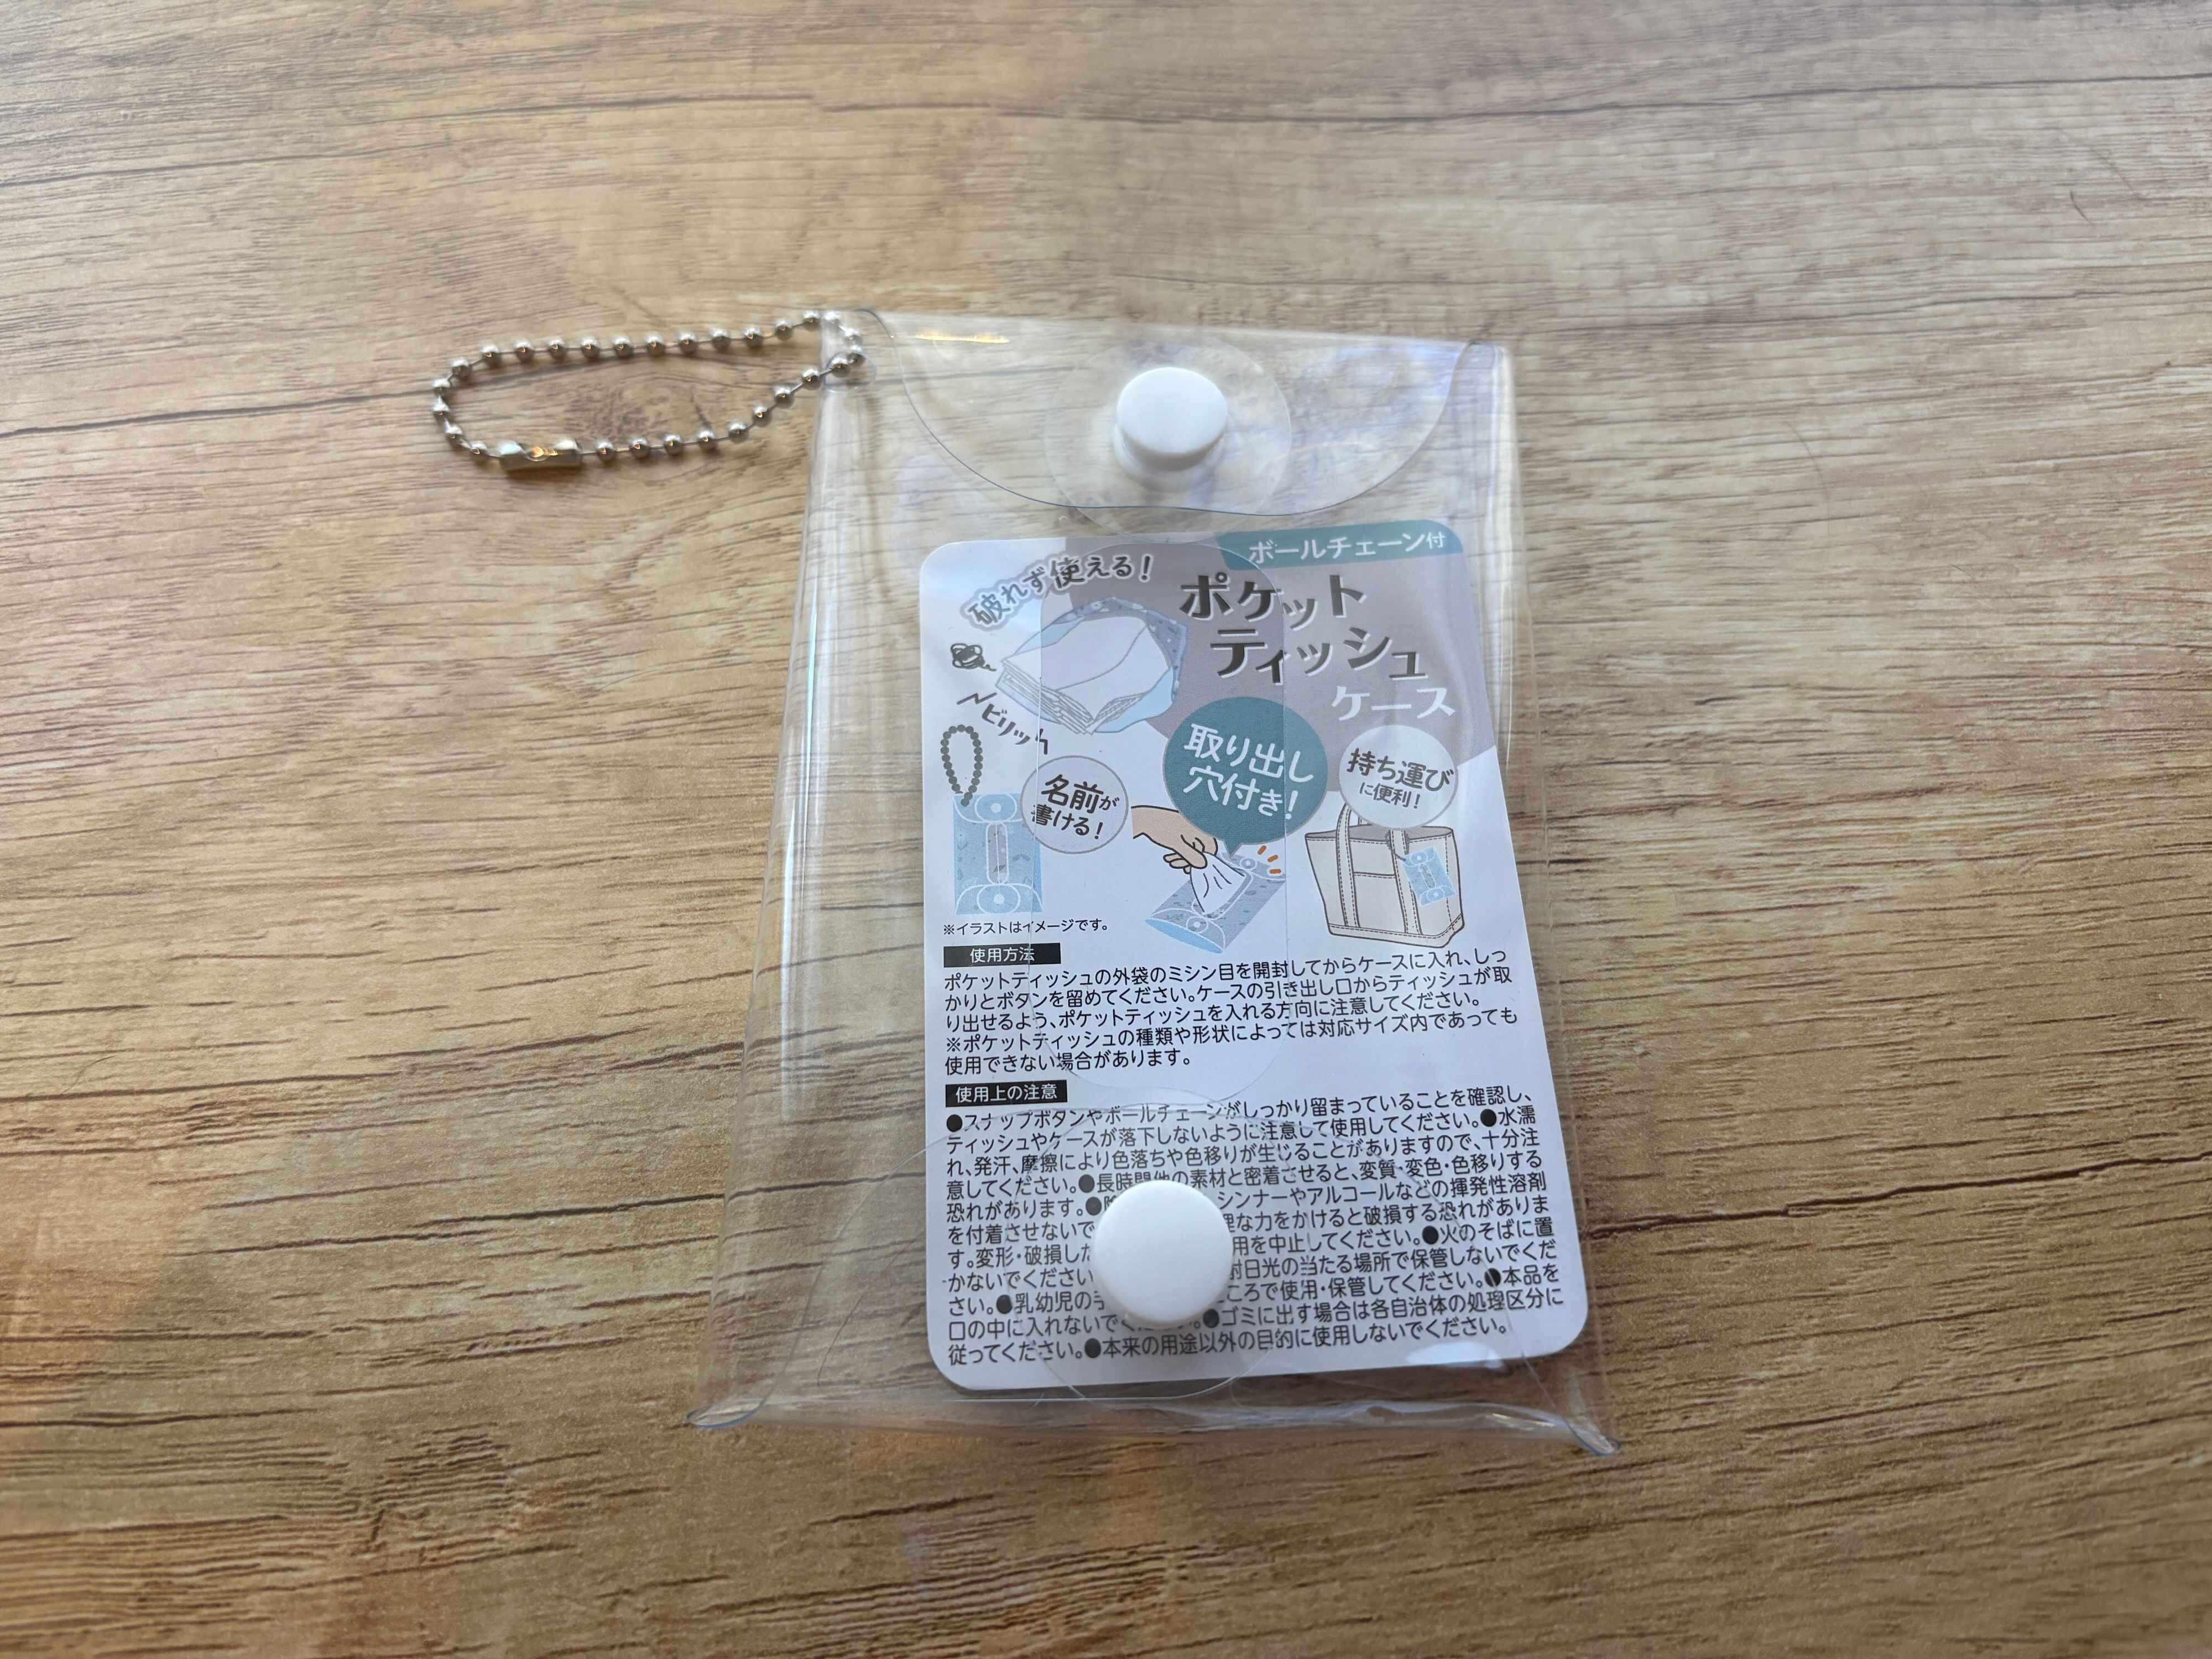 ボールチェーン付
破れず使える!
ポケット
ティッシュ
ケース
ビリッ
名前が
書ける!
取り出し
穴付き!
持ち運び
に便利!
※イラストはイメージです。
使用方法
ポケットティッシュの外袋のミシン目を開封してからケースに入れ、しっ
かりとボタンを留めてください。ケースの引き出し口からティッシュが取
り出せるよう、ポケットティッシュを入れる方向に注意してください。
※ポケットティッシュの種類や形状によっては対応サイズ内であっても
使用できない場合があります。
使用上の注意
●スナップボタンやボールチェーンがしっかり留まっていることを確認し、
ティッシュやケースが落下しないように注意して使用してください。●水濡
れ、発汗、摩擦により色落ちや色移りが生じることがありますので、十分注
意してください。●長時間他の素材と密着させると、変質・変色・色移りする
恐れがあります。● シンナーやアルコールなどの揮発性溶剤
を付着させないで 理な力をかけると破損する恐れがありま
す。変形・破損した 用を中止してください。●火のそばに置
かないでください 射日光の当たる場所で保管しないでくだ
さい。●乳幼児の手 ころで使用・保管してください。●本品を
口の中に入れないでください。●ゴミに出す場合は各自治体の処理区分に
従ってください。●本来の用途以外の目的に使用しないでください。